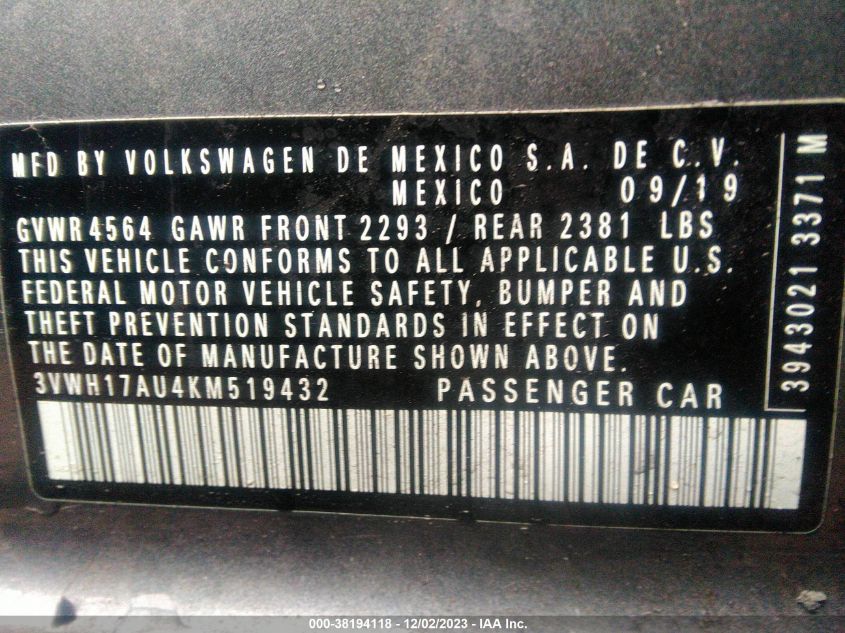 MFD BY VOLKSWAGEN DE MEXICO S.A. DE C.V.
MEXICO 09/19
GVWR 4564 GAWR FRONT 2293 / REAR 2381 LBS
THIS VEHICLE CONFORMS TO ALL APPLICABLE U.S.
FEDERAL MOTOR VEHICLE SAFETY, BUMPER AND
THEFT PREVENTION STANDARDS IN EFFECT ON
THE DATE OF MANUFACTURE SHOWN ABOVE.
3VWH17AU4KM519432 PASSENGER CAR
3943021 3371 M
000-38194118 - 12/02/2023 - IAA Inc.